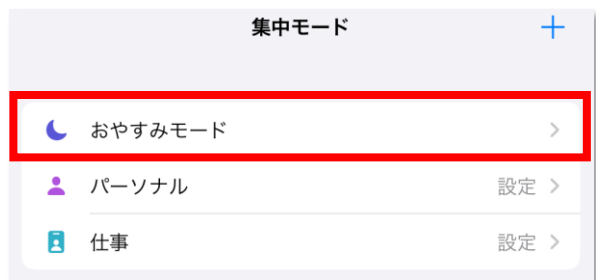 集中モード
おやすみモード
パーソナル 設定
仕事 設定